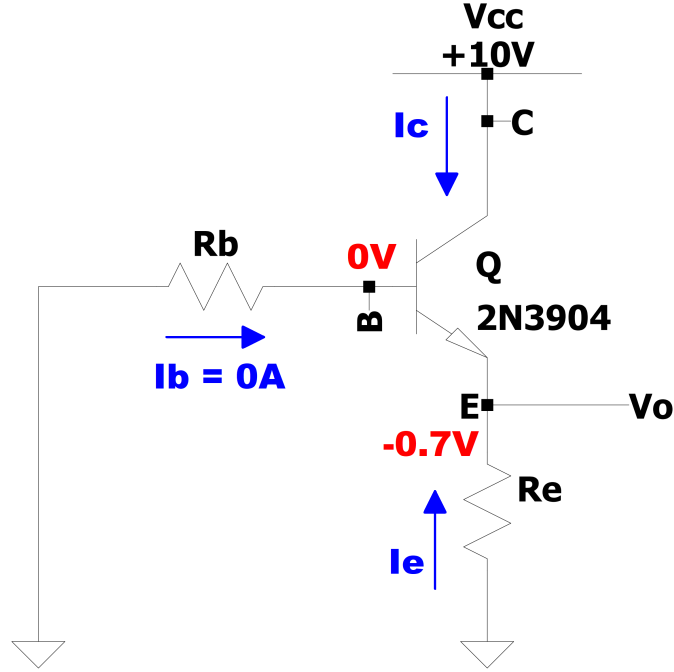 Vcc
+10V
Ic
C
Rb
0V
Q
B
2N3904
Ib = 0A
E
Vo
-0.7V
Re
Ie